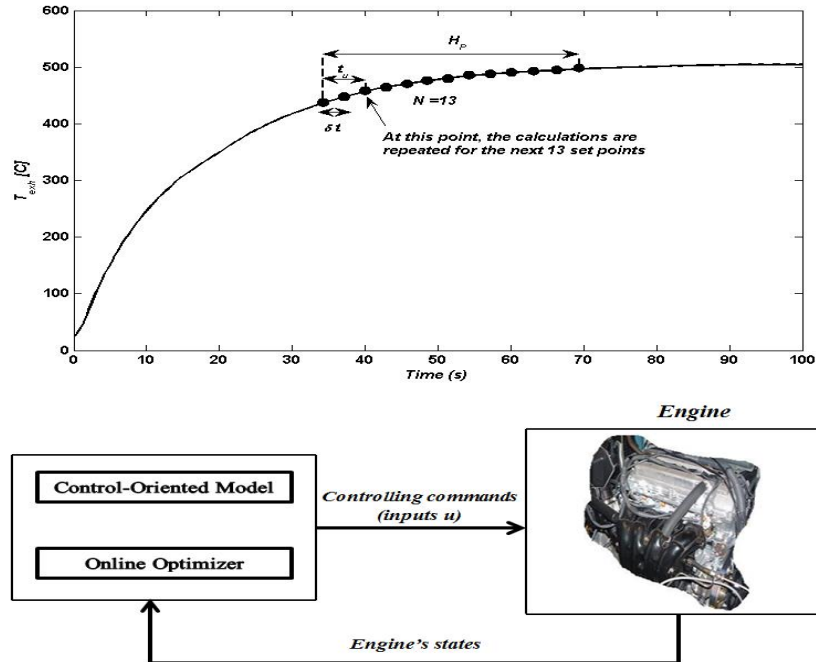 600
500
400
300
200
100
0
T_exh [C]
H_P
t_u
δt
N =13
At this point, the calculations are
repeated for the next 13 set points
0 10 20 30 40 50 60 70 80 90 100
Time (s)
Engine
Control-Oriented Model
Online Optimizer
Controlling commands
(inputs u)
Engine's states